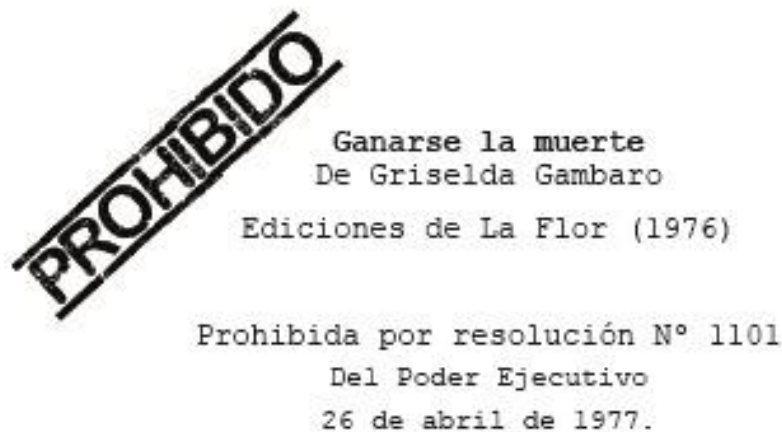 PROHIBIDO
Ganarse la muerte
De Griselda Gambaro
Ediciones de La Flor (1976)
Prohibida por resolución Nº 1101
Del Poder Ejecutivo
26 de abril de 1977.